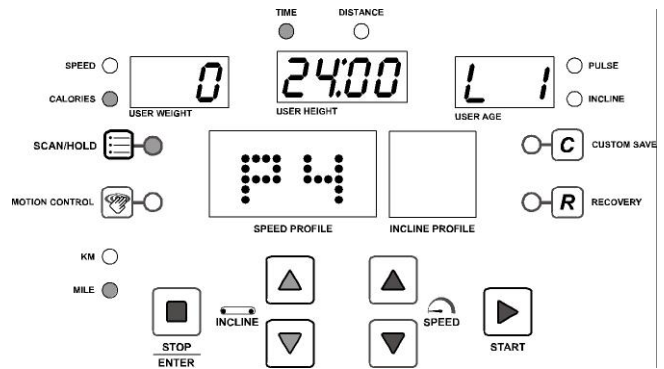 TIME DISTANCE
SPEED
CALORIES
0
24:00
L 1
PULSE
INCLINE
USER WEIGHT
USER HEIGHT
USER AGE
SCAN/HOLD
P4
C CUSTOM SAVE
MOTION CONTROL
R RECOVERY
SPEED PROFILE
INCLINE PROFILE
KM
MILE
INCLINE
SPEED
STOP
ENTER
START